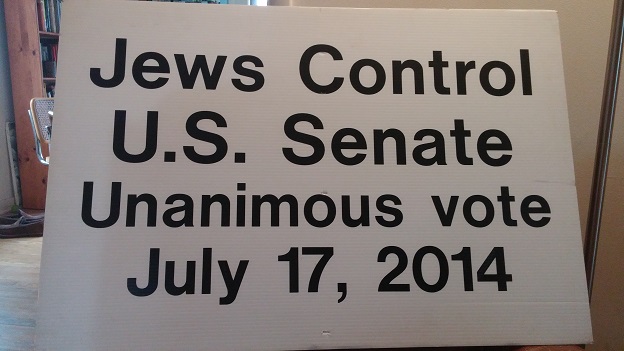 Jews Control
U.S. Senate
Unanimous vote
July 17, 2014